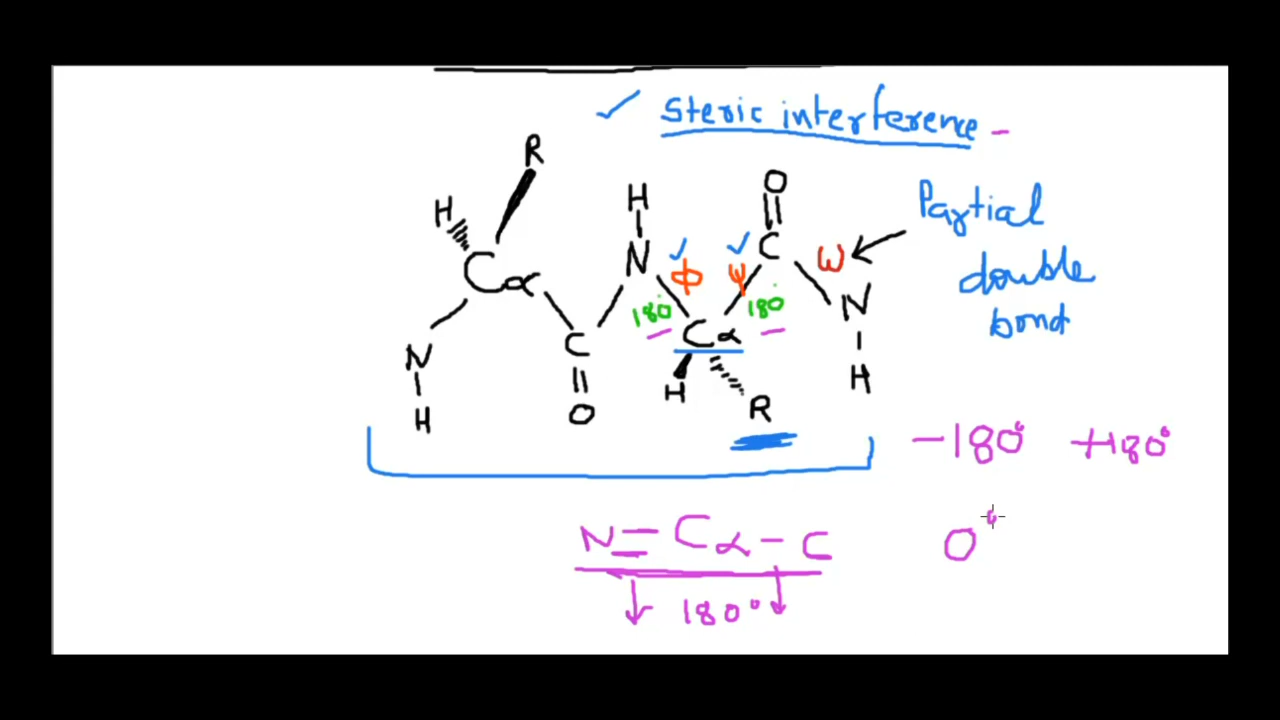 ✓ Steric interference -
R
H
H
O
Partial
double
bond
N ϕ ✓ ψ ✓ C ω
Cα
180° 180°
N
C
Cα
N
H
O
H
R
H
-180° +180°
N = Cα - C
0°
180°